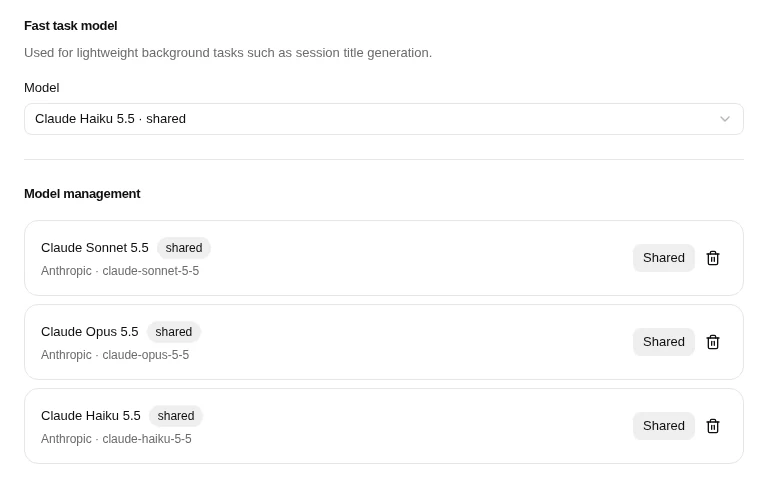 Fast task model
Used for lightweight background tasks such as session title generation.
Model
Claude Haiku 5.5 · shared
Model management
Claude Sonnet 5.5 shared
Shared
Anthropic · claude-sonnet-5-5
Claude Opus 5.5 shared
Shared
Anthropic · claude-opus-5-5
Claude Haiku 5.5 shared
Shared
Anthropic · claude-haiku-5-5